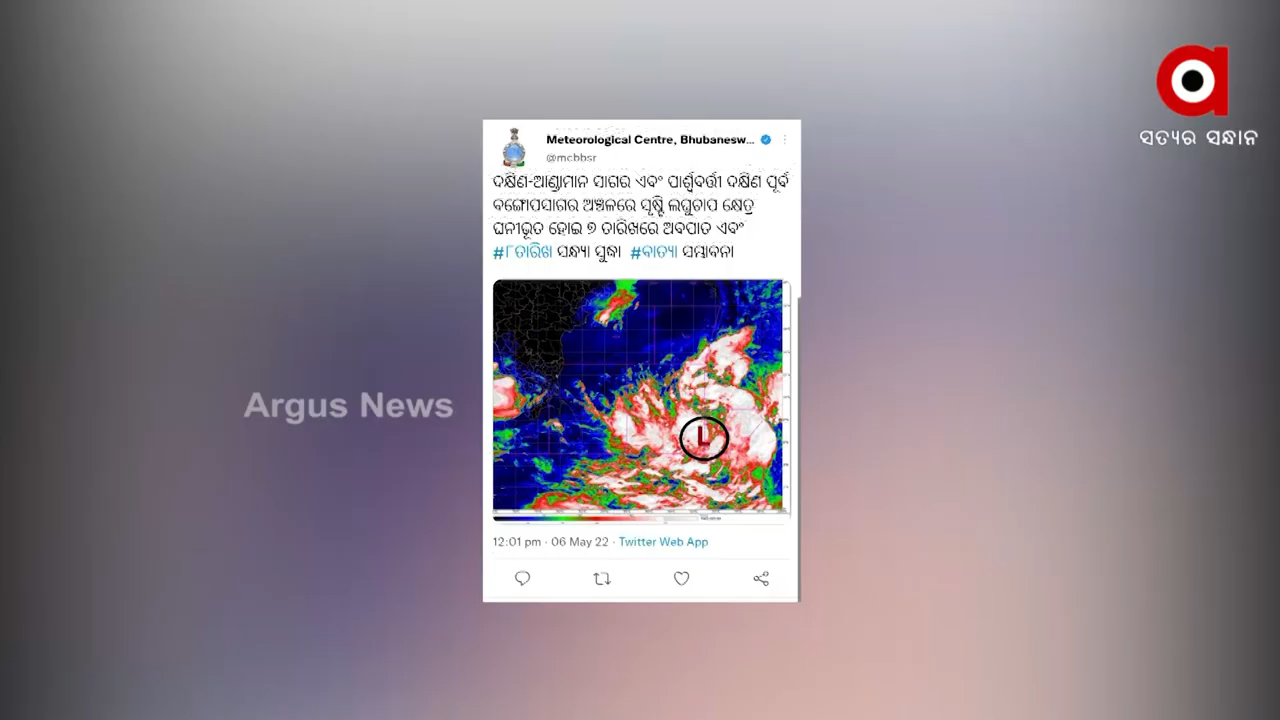 ସତ୍ୟର ସନ୍ଧାନ
Meteorological Centre, Bhubanesw...
@mcbbsr
ଦକ୍ଷିଣ-ଆଣ୍ଡାମାନ ସାଗର ଏବଂ ପାର୍ଶ୍ୱବର୍ତ୍ତୀ ଦକ୍ଷିଣ ପୂର୍ବ
ବଙ୍ଗୋପସାଗର ଅଞ୍ଚଳରେ ସୃଷ୍ଟି ଲଘୁଚାପ କ୍ଷେତ୍ର
ଘନୀଭୂତ ହୋଇ ୭ ତାରିଖରେ ଅବପାତ ଏବଂ
#୮ତାରିଖ ସନ୍ଧ୍ୟା ସୁଦ୍ଧା #ବାତ୍ୟା ସମ୍ଭାବନା
Argus News
L
12:01 pm · 06 May 22 · Twitter Web App